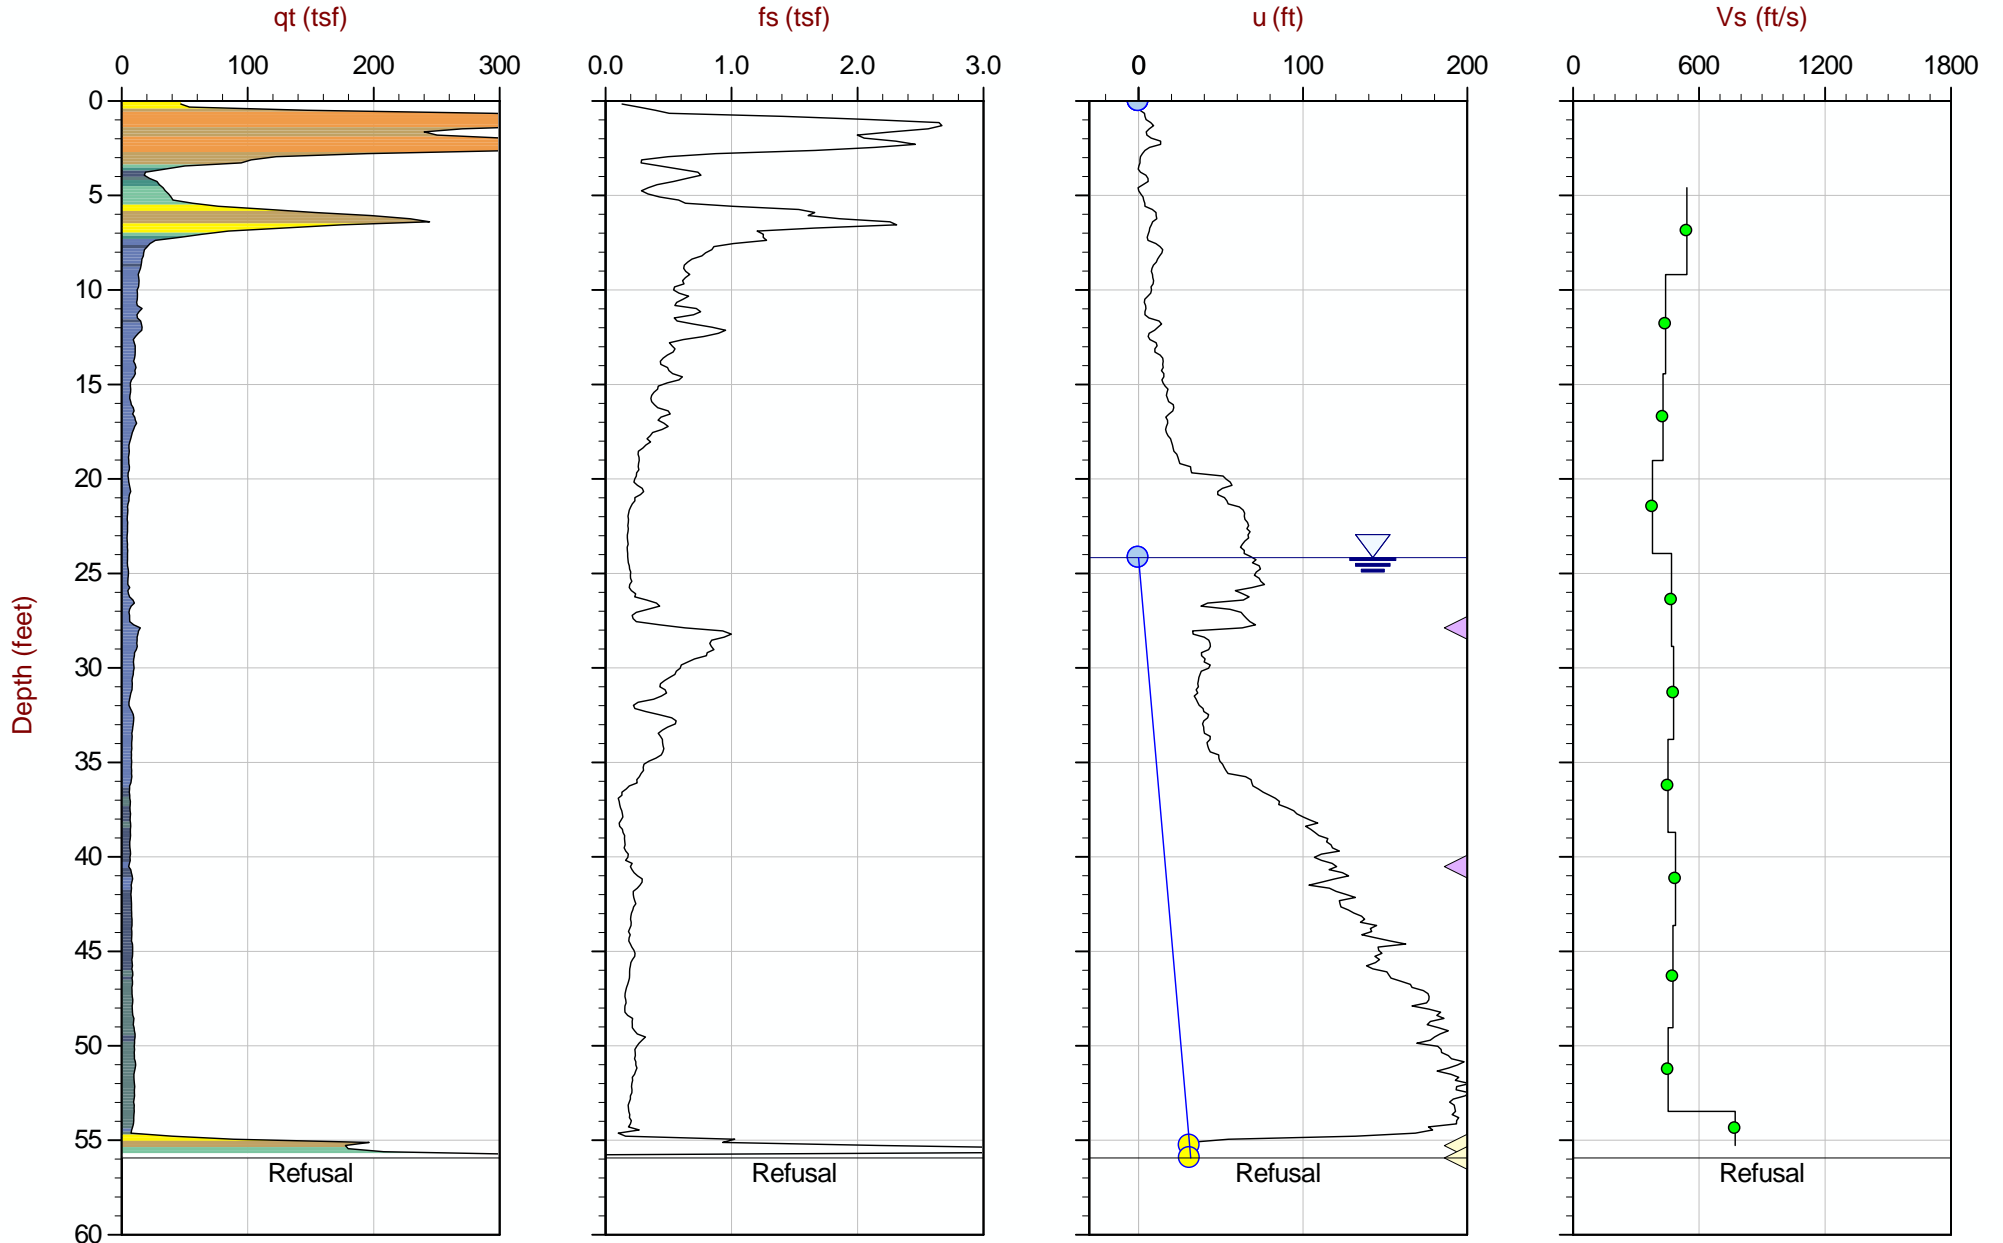 qt (tsf)
fs (tsf)
u (ft)
Vs (ft/s)
0 100 200 300
0.0 1.0 2.0 3.0
0 100 200
0 600 1200 1800
0
5
10
15
20
25
30
35
40
45
50
55
60
Depth (feet)
Refusal
Refusal
Refusal
Refusal